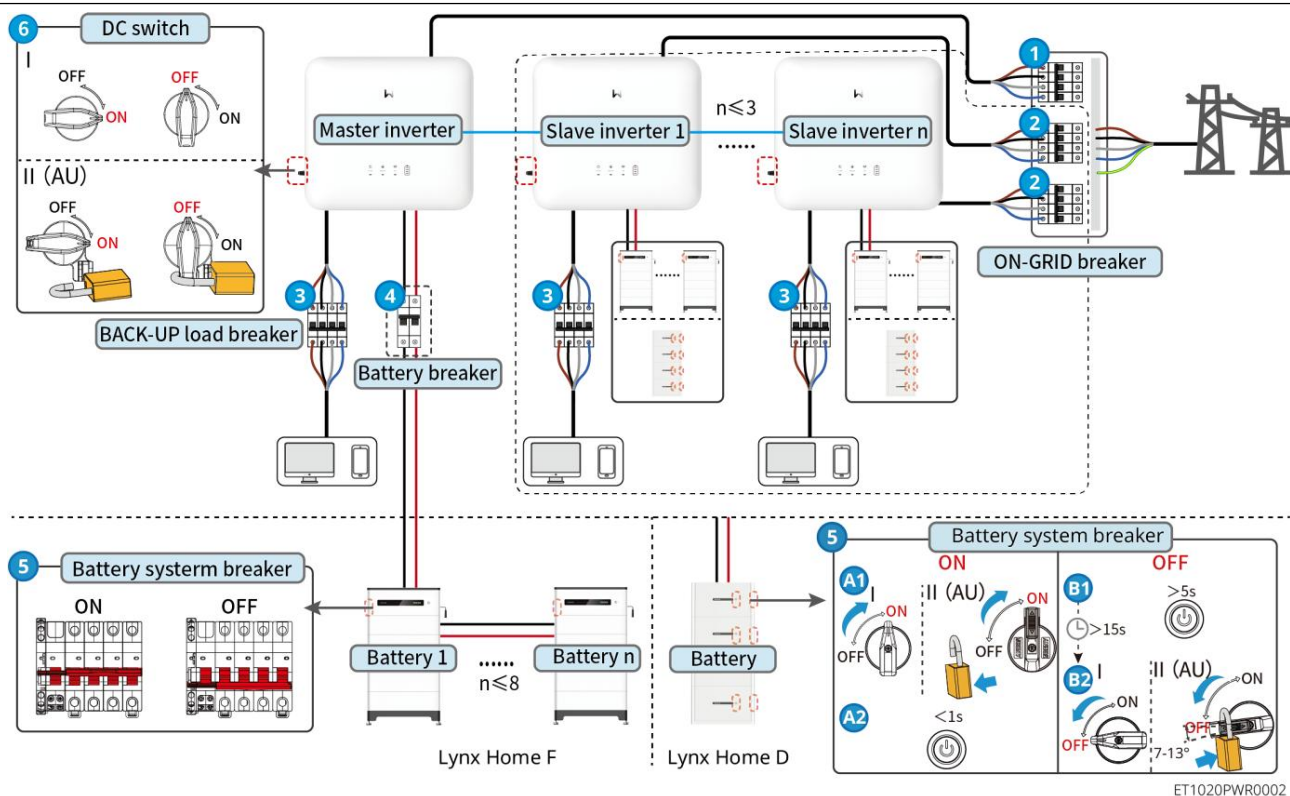 6
DC switch
I
OFF
ON
OFF
ON
II (AU)
OFF
ON
OFF
ON
Master inverter
Slave inverter 1
n≤3
······
Slave inverter n
1
2
2
ON-GRID breaker
3
BACK-UP load breaker
4
Battery breaker
3
······
3
······
5
Battery systerm breaker
ON
OFF
Battery 1
······
n≤8
Battery n
Lynx Home F
Battery
Lynx Home D
5
Battery system breaker
ON
A1
I
ON
OFF
II (AU)
ON
OFF
A2
<1s
OFF
B1
>5s
>15s
B2
I
ON
OFF
II (AU)
ON
OFF
7-13°
ET1020PWR0002